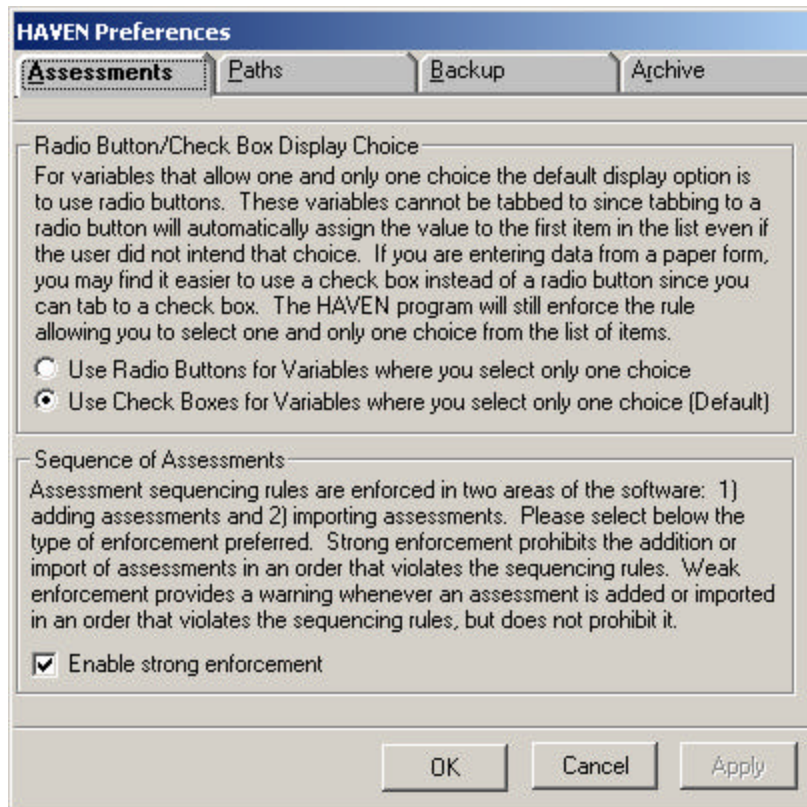 HAVEN Preferences
Assessments Paths Backup Archive
Radio Button/Check Box Display Choice
For variables that allow one and only one choice the default display option is
to use radio buttons. These variables cannot be tabbed to since tabbing to a
radio button will automatically assign the value to the first item in the list even if
the user did not intend that choice. If you are entering data from a paper form,
you may find it easier to use a check box instead of a radio button since you
can tab to a check box. The HAVEN program will still enforce the rule
allowing you to select one and only one choice from the list of items.
Use Radio Buttons for Variables where you select only one choice
Use Check Boxes for Variables where you select only one choice (Default)
Sequence of Assessments
Assessment sequencing rules are enforced in two areas of the software: 1)
adding assessments and 2) importing assessments. Please select below the
type of enforcement preferred. Strong enforcement prohibits the addition or
import of assessments in an order that violates the sequencing rules. Weak
enforcement provides a warning whenever an assessment is added or imported
in an order that violates the sequencing rules, but does not prohibit it.
Enable strong enforcement
OK Cancel Apply